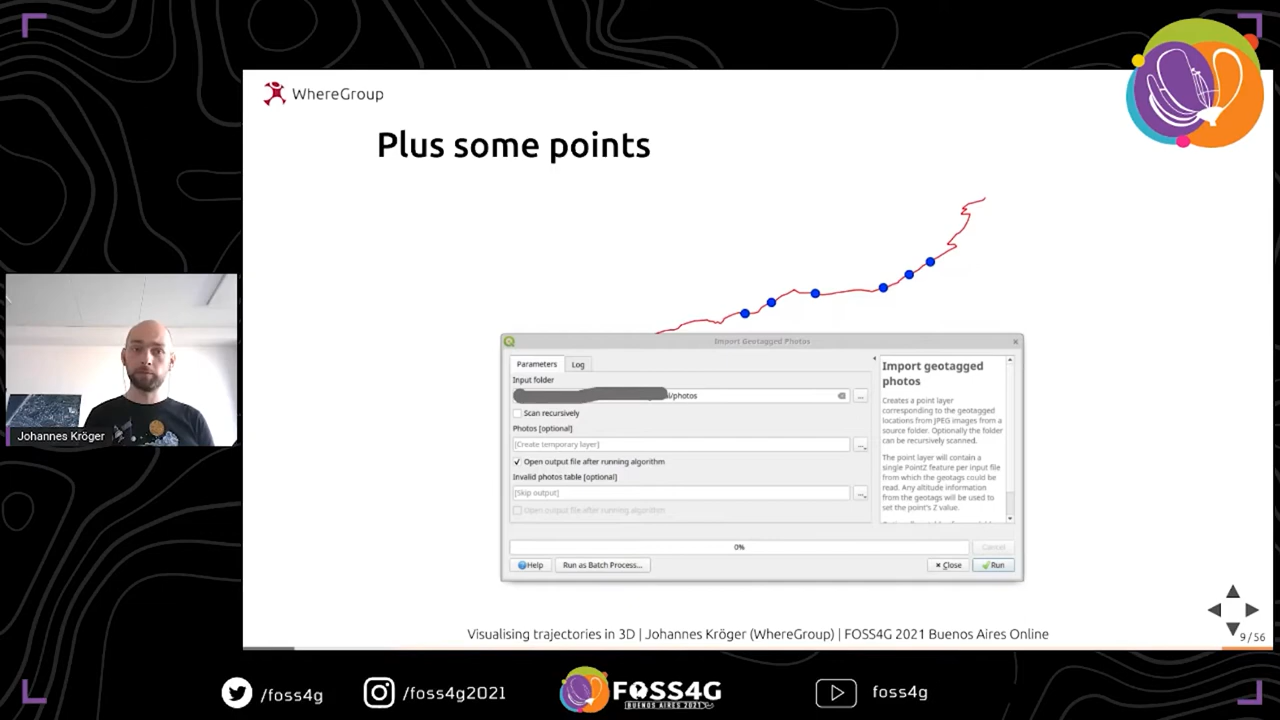 WhereGroup
Plus some points
Import Geotagged Photos
Parameters
Log
Input folder
/photos
...
Scan recursively
Photos [optional]
[Create temporary layer]
...
✓ Open output file after running algorithm
Invalid photos table [optional]
[Skip output]
...
Open output file after running algorithm
Import geotagged
photos
Creates a point layer
corresponding to the geotagged
locations from JPEG images from a
source folder. Optionally the folder
can be recursively scanned.
The point layer will contain a
single PointZ feature per input file
from which the geotags could be
read. Any altitude information
from the geotags will be used to
set the point's Z value.
0%
Cancel
Help
Run as Batch Process...
Close
Run
Johannes Kröger
Visualising trajectories in 3D | Johannes Kröger (WhereGroup) | FOSS4G 2021 Buenos Aires Online
9 / 56
/foss4g
/foss4g2021
FOSS4G
BUENOS AIRES 2021
foss4g